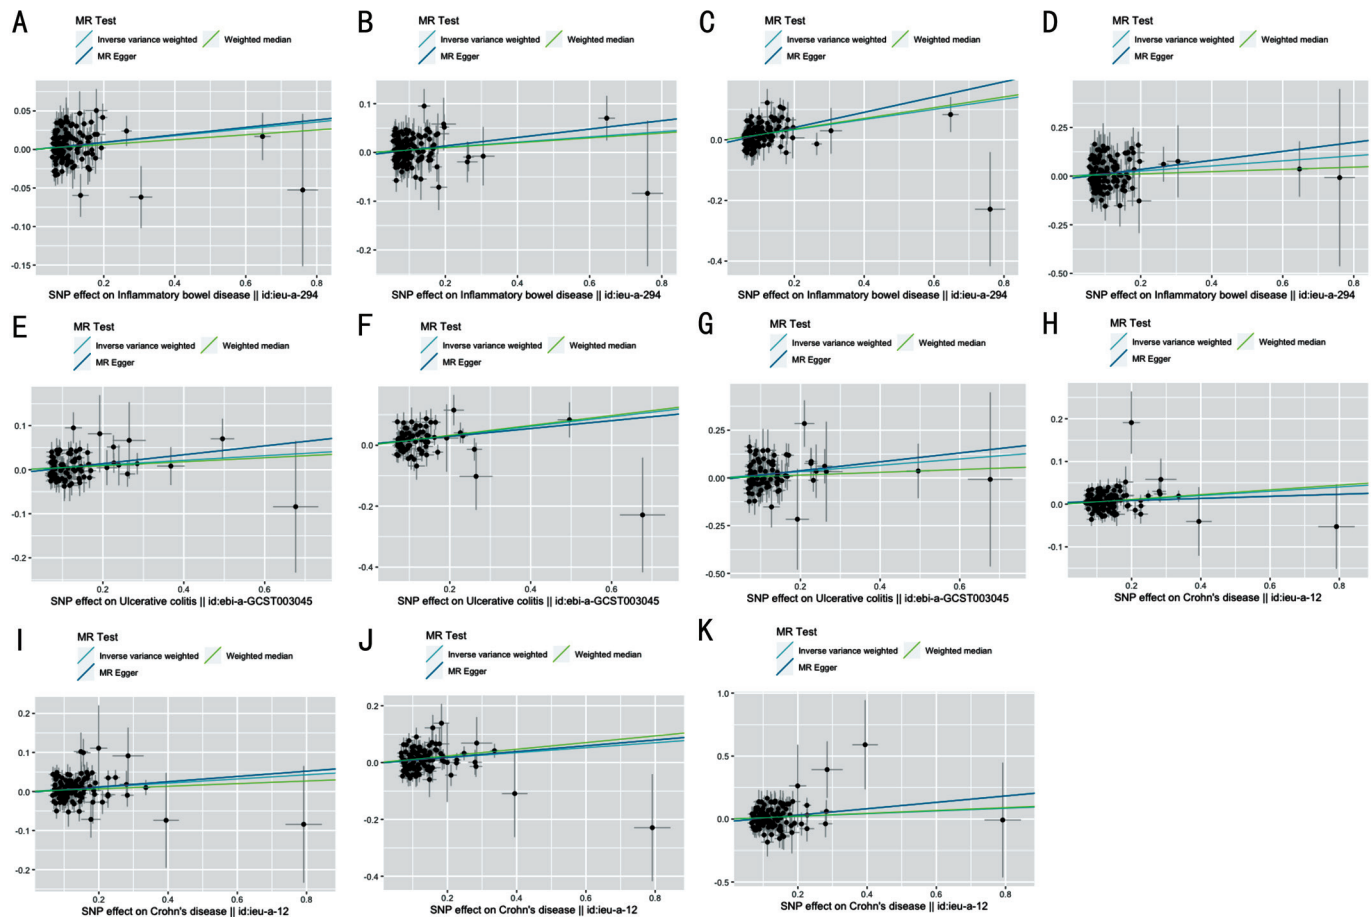 A
MR Test
Inverse variance weighted
Weighted median
MR Egger
0.05
0.00
-0.05
-0.10
-0.15
0.2
0.4
0.6
0.8
SNP effect on Inflammatory bowel disease || id:ieu-a-294
B
MR Test
Inverse variance weighted
Weighted median
MR Egger
0.1
0.0
-0.1
-0.2
0.2
0.4
0.6
0.8
SNP effect on Inflammatory bowel disease || id:ieu-a-294
C
MR Test
Inverse variance weighted
Weighted median
MR Egger
0.0
-0.2
-0.4
0.2
0.4
0.6
0.8
SNP effect on Inflammatory bowel disease || id:ieu-a-294
D
MR Test
Inverse variance weighted
Weighted median
MR Egger
0.25
0.00
-0.25
-0.50
0.2
0.4
0.6
0.8
SNP effect on Inflammatory bowel disease || id:ieu-a-294
E
MR Test
Inverse variance weighted
Weighted median
MR Egger
0.1
0.0
-0.1
-0.2
0.2
0.4
0.6
SNP effect on Ulcerative colitis || id:ebi-a-GCST003045
F
MR Test
Inverse variance weighted
Weighted median
MR Egger
0.0
-0.2
-0.4
0.2
0.4
0.6
SNP effect on Ulcerative colitis || id:ebi-a-GCST003045
G
MR Test
Inverse variance weighted
Weighted median
MR Egger
0.25
0.00
-0.25
-0.50
0.2
0.4
0.6
SNP effect on Ulcerative colitis || id:ebi-a-GCST003045
H
MR Test
Inverse variance weighted
Weighted median
MR Egger
0.2
0.1
0.0
-0.1
0.2
0.4
0.6
0.8
SNP effect on Crohn's disease || id:ieu-a-12
I
MR Test
Inverse variance weighted
Weighted median
MR Egger
0.2
0.1
0.0
-0.1
-0.2
0.2
0.4
0.6
0.8
SNP effect on Crohn's disease || id:ieu-a-12
J
MR Test
Inverse variance weighted
Weighted median
MR Egger
0.2
0.0
-0.2
-0.4
0.2
0.4
0.6
0.8
SNP effect on Crohn's disease || id:ieu-a-12
K
MR Test
Inverse variance weighted
Weighted median
MR Egger
1.0
0.5
0.0
-0.5
0.2
0.4
0.6
0.8
SNP effect on Crohn's disease || id:ieu-a-12